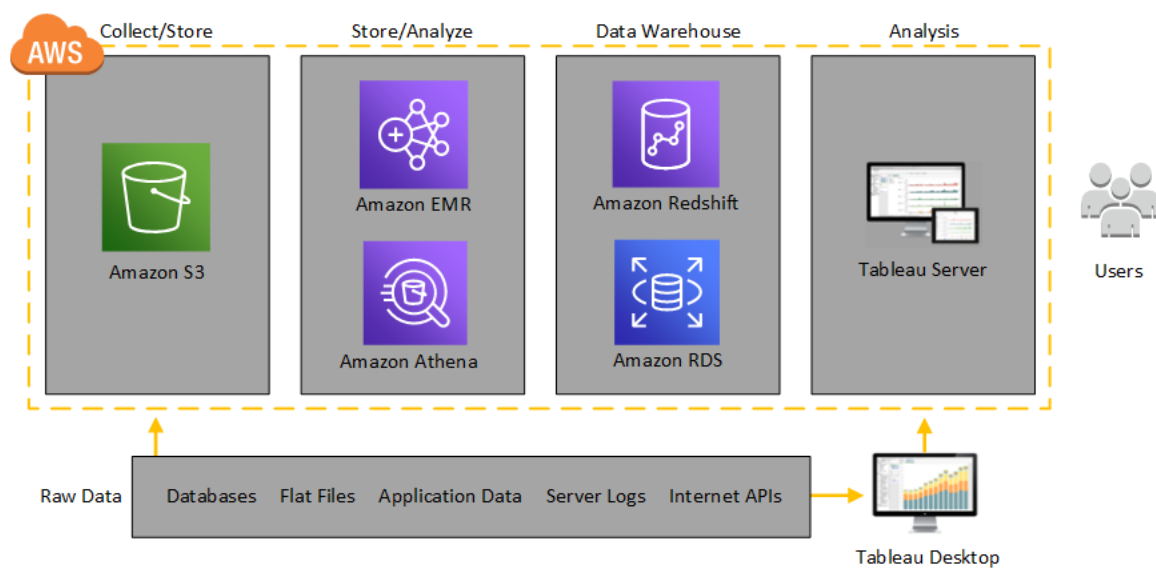 AWS
Collect/Store
Store/Analyze
Data Warehouse
Analysis
Amazon S3
Amazon EMR
Amazon Athena
Amazon Redshift
Amazon RDS
Tableau Server
Users
Raw Data
Databases
Flat Files
Application Data
Server Logs
Internet APIs
Tableau Desktop